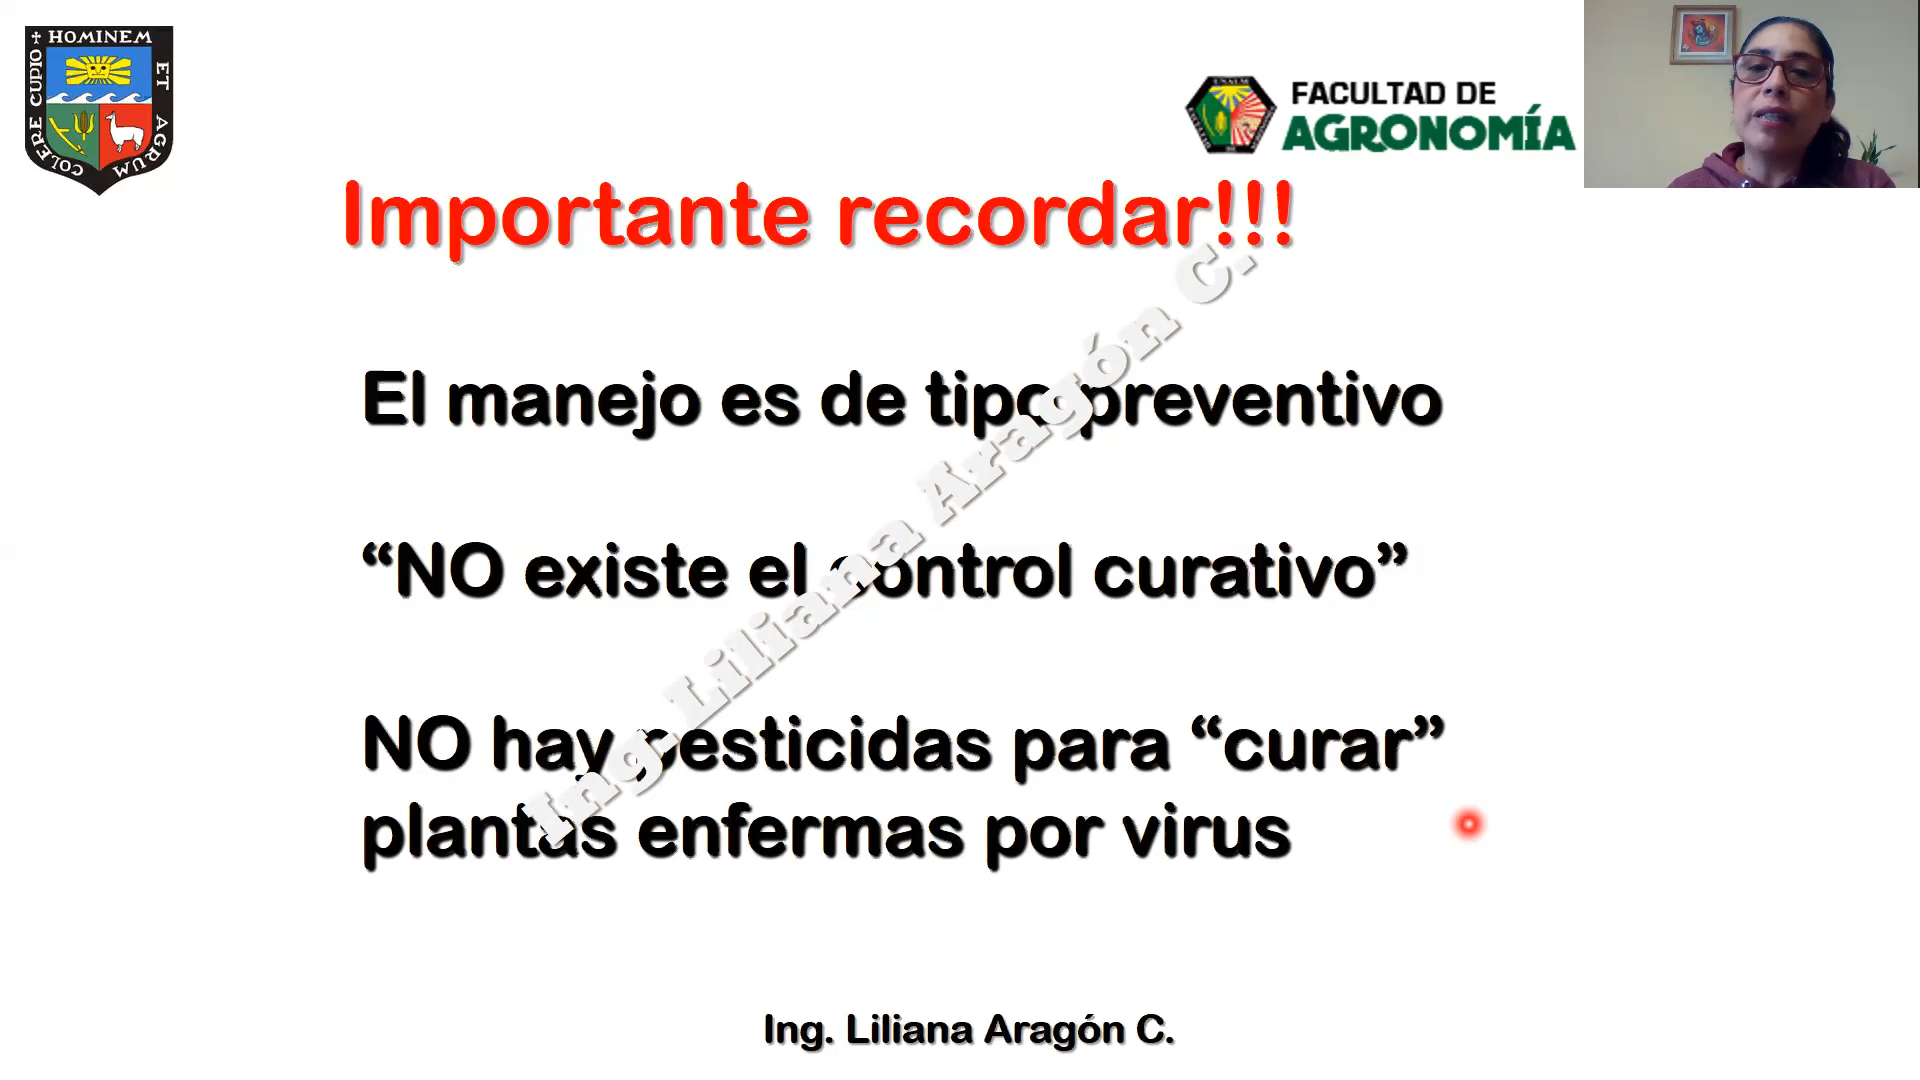 ✝ HOMINEM ET AGRUM COLERE CUPIO
FACULTAD DE
AGRONOMÍA
Importante recordar!!!
El manejo es de tipo preventivo
“NO existe el control curativo”
NO hay pesticidas para “curar”
plantas enfermas por virus
Ing. Liliana Aragón C.
Ing. Liliana Aragón C.